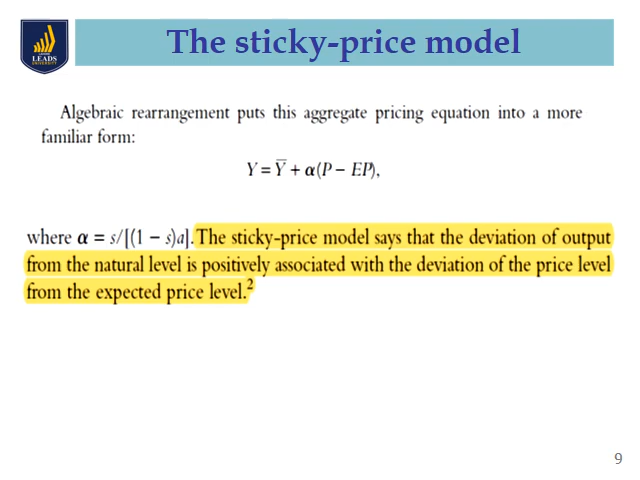 LEADS
UNIVERSITY
The sticky-price model
Algebraic rearrangement puts this aggregate pricing equation into a more
familiar form:
Y = Y̅ + α(P − EP),
where α = s/[(1 − s)a]. The sticky-price model says that the deviation of output
from the natural level is positively associated with the deviation of the price level
from the expected price level.²
9